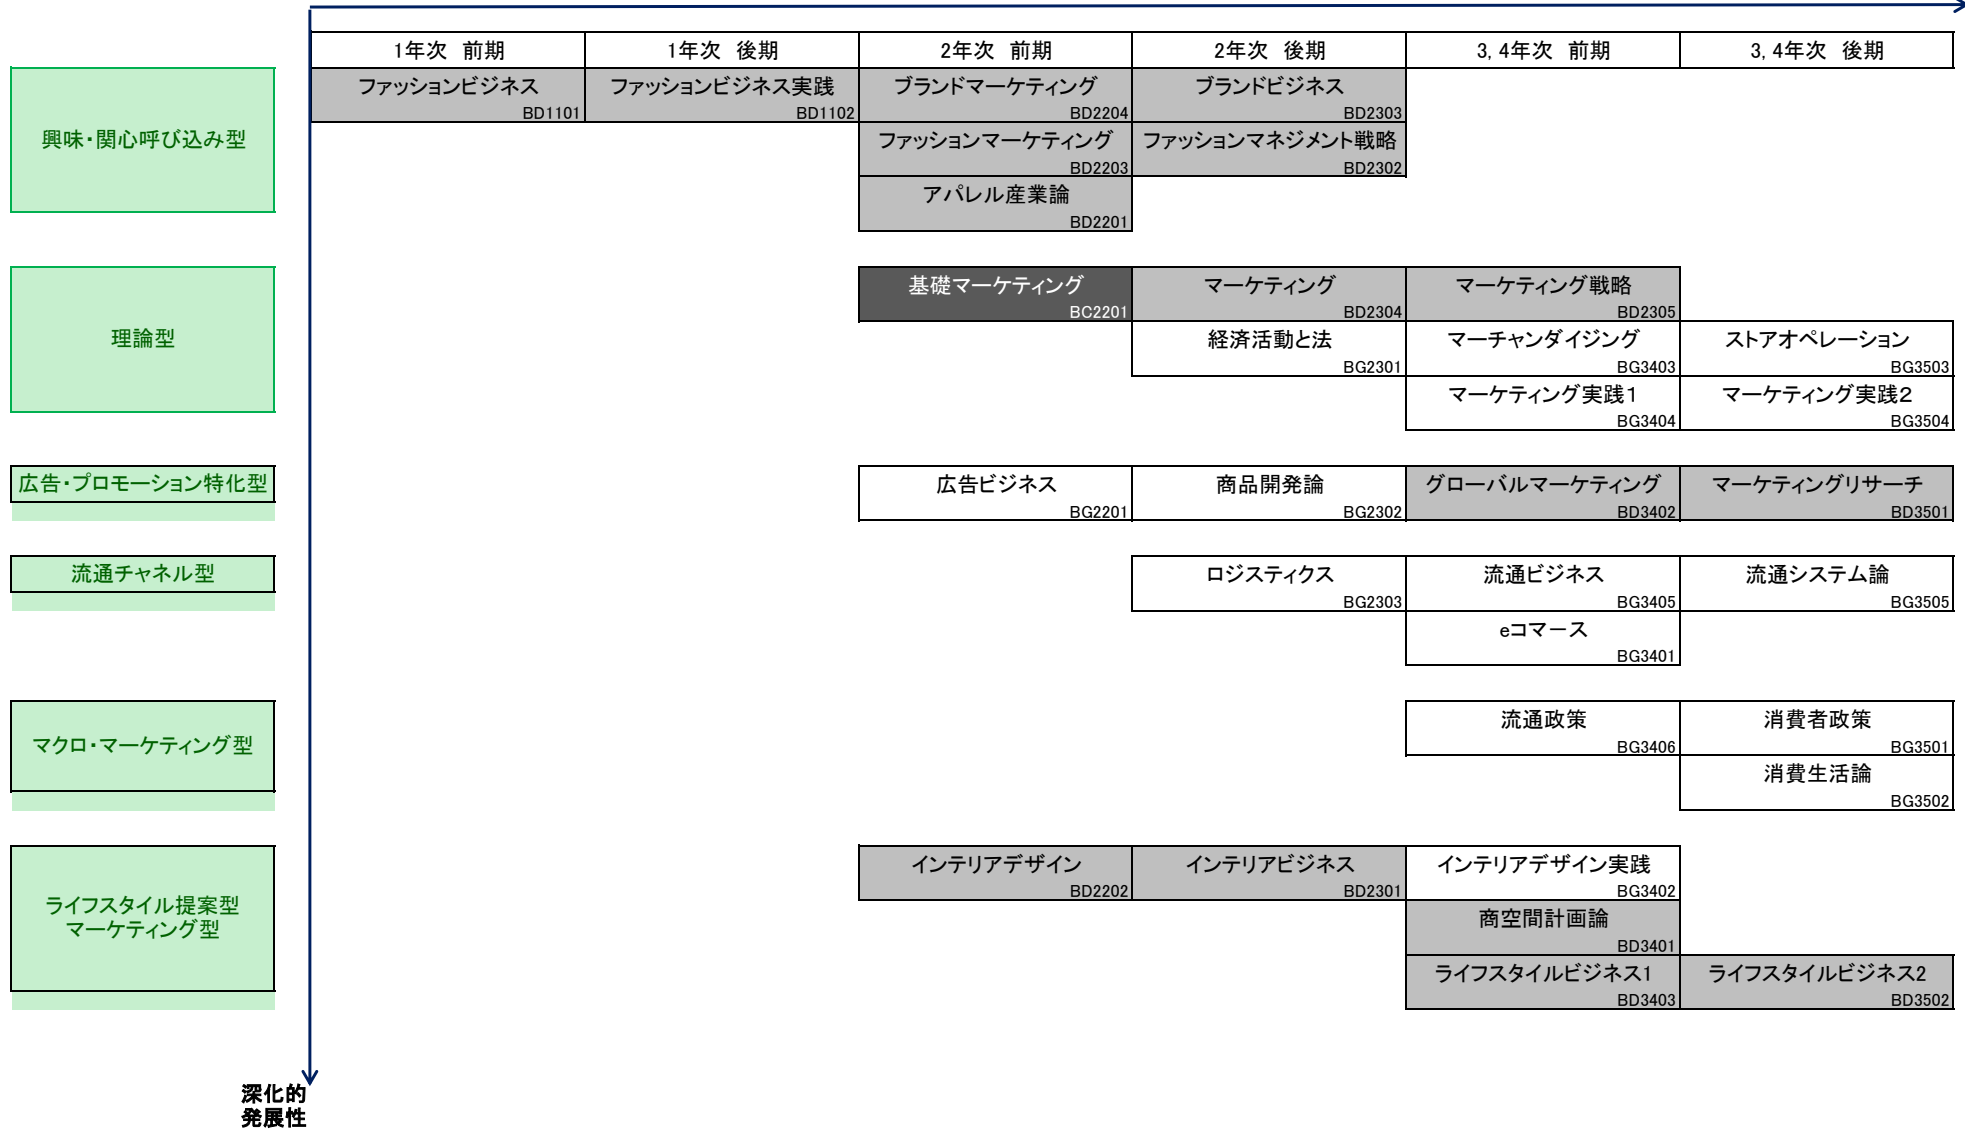 1年次 前期
1年次 後期
2年次 前期
2年次 後期
3, 4年次 前期
3, 4年次 後期
興味・関心呼び込み型
ファッションビジネス
BD1101
ファッションビジネス実践
BD1102
ブランドマーケティング
BD2204
ブランドビジネス
BD2303
ファッションマーケティング
BD2203
ファッションマネジメント戦略
BD2302
アパレル産業論
BD2201
理論型
基礎マーケティング
BC2201
マーケティング
BD2304
マーケティング戦略
BD2305
経済活動と法
BG2301
マーチャンダイジング
BG3403
ストアオペレーション
BG3503
マーケティング実践1
BG3404
マーケティング実践2
BG3504
広告・プロモーション特化型
広告ビジネス
BG2201
商品開発論
BG2302
グローバルマーケティング
BD3402
マーケティングリサーチ
BD3501
流通チャネル型
ロジスティクス
BG2303
流通ビジネス
BG3405
流通システム論
BG3505
eコマース
BG3401
マクロ・マーケティング型
流通政策
BG3406
消費者政策
BG3501
消費生活論
BG3502
ライフスタイル提案型
マーケティング型
インテリアデザイン
BD2202
インテリアビジネス
BD2301
インテリアデザイン実践
BG3402
商空間計画論
BD3401
ライフスタイルビジネス1
BD3403
ライフスタイルビジネス2
BD3502
深化的
発展性